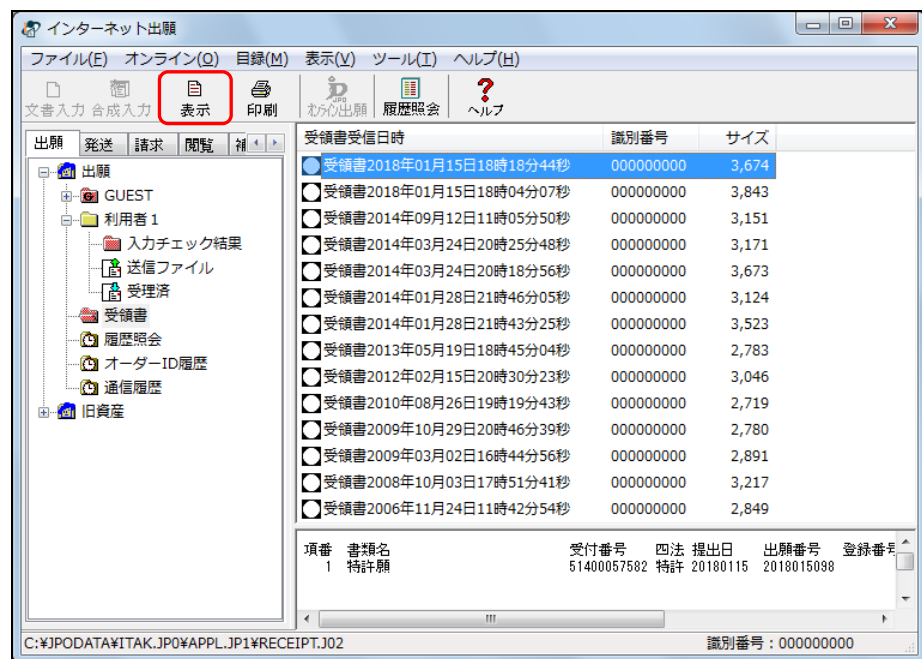 インターネット出願
ファイル(F) オンライン(O) 目録(M) 表示(V) ツール(T) ヘルプ(H)
文書入力 合成入力 表示 印刷 オンライン出願 履歴照会 ヘルプ
出願 発送 請求 閲覧 補
出願
GUEST
利用者1
入力チェック結果
送信ファイル
受理済
受領書
履歴照会
オーダーID履歴
通信履歴
旧資産
受領書受信日時 識別番号 サイズ
受領書2018年01月15日18時18分44秒 000000000 3,674
受領書2018年01月15日18時04分07秒 000000000 3,843
受領書2014年09月12日11時05分50秒 000000000 3,151
受領書2014年03月24日20時25分48秒 000000000 3,171
受領書2014年03月24日20時18分56秒 000000000 3,673
受領書2014年01月28日21時46分05秒 000000000 3,124
受領書2014年01月28日21時43分25秒 000000000 3,523
受領書2013年05月19日18時45分04秒 000000000 2,783
受領書2012年02月15日20時30分23秒 000000000 3,046
受領書2010年08月26日19時19分43秒 000000000 2,719
受領書2009年10月29日20時46分39秒 000000000 2,780
受領書2009年03月02日16時44分56秒 000000000 2,891
受領書2008年10月03日17時51分41秒 000000000 3,217
受領書2006年11月24日11時42分54秒 000000000 2,849
項番 書類名 受付番号 四法 提出日 出願番号 登録番号
1 特許願 51400057582 特許 20180115 2018015098
C:¥JPODATA¥ITAK.JP0¥APPL.JP1¥RECEIPT.J02 識別番号：000000000